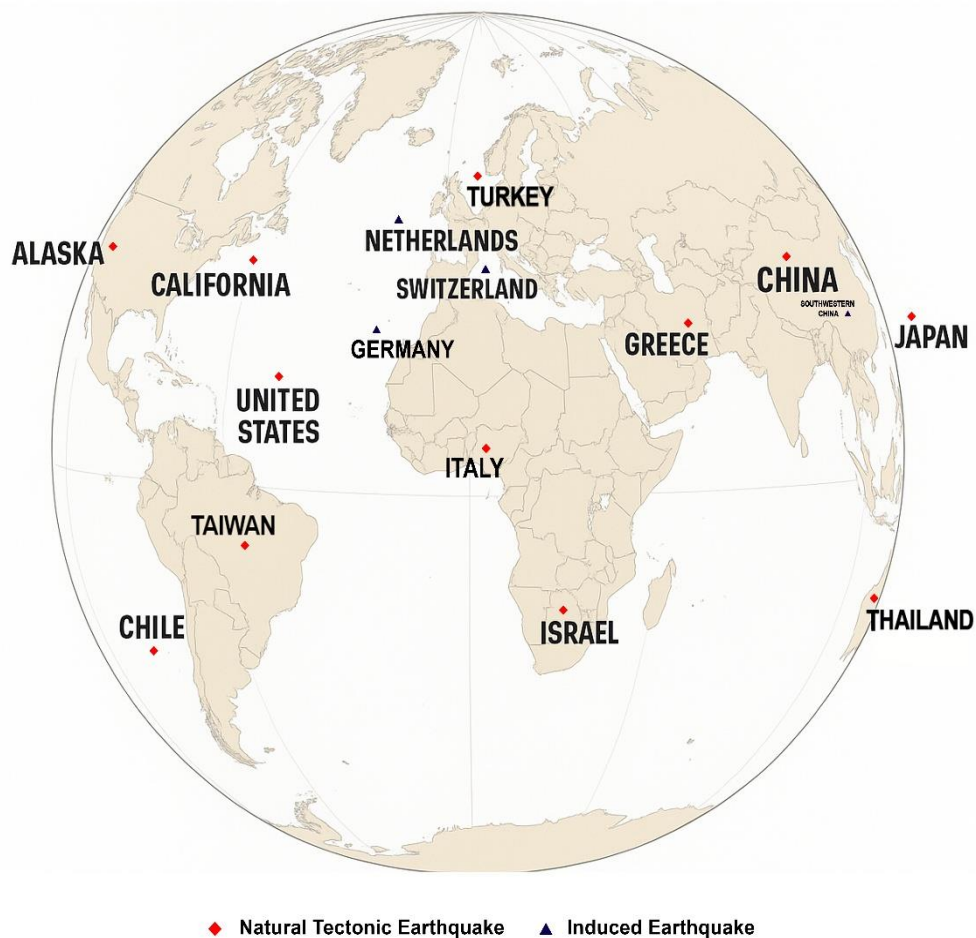 TURKEY
NETHERLANDS
ALASKA
CALIFORNIA
SWITZERLAND
CHINA
SOUTHWESTERN
CHINA
JAPAN
GREECE
GERMANY
UNITED
STATES
ITALY
TAIWAN
CHILE
ISRAEL
THAILAND
Natural Tectonic Earthquake
Induced Earthquake